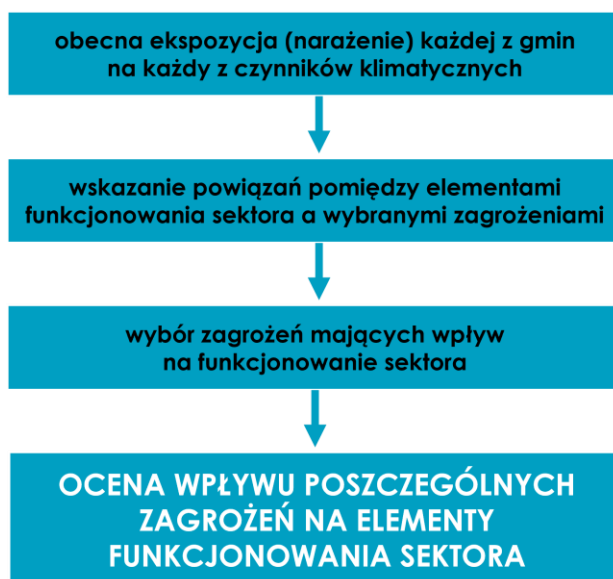 obecna ekspozycja (narażenie) każdej z gmin
na każdy z czynników klimatycznych
wskazanie powiązań pomiędzy elementami
funkcjonowania sektora a wybranymi zagrożeniami
wybór zagrożeń mających wpływ
na funkcjonowanie sektora
OCENA WPŁYWU POSZCZEGÓLNYCH
ZAGROŻEŃ NA ELEMENTY
FUNKCJONOWANIA SEKTORA